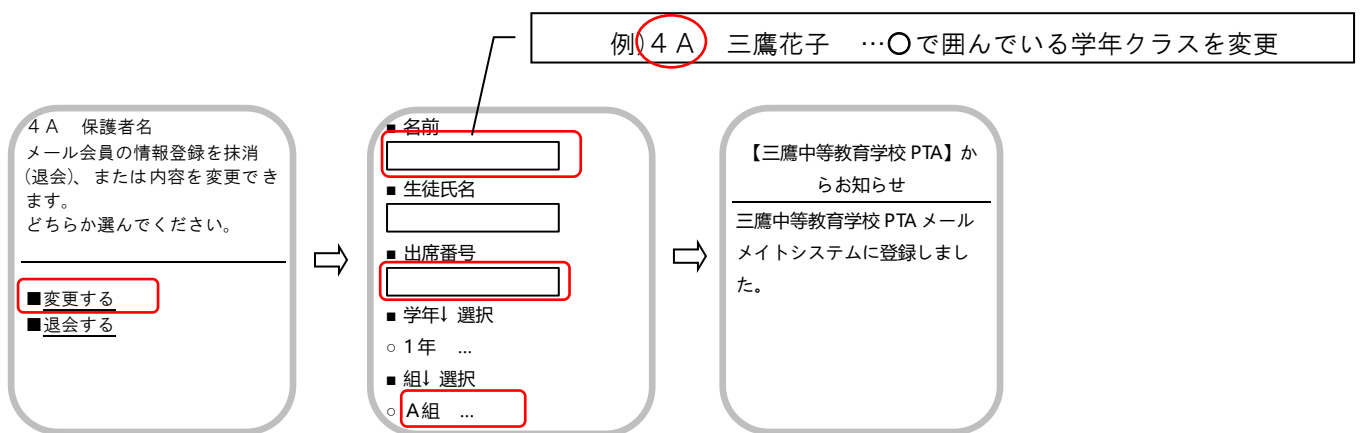 例)4 A 三鷹花子 …〇で囲んでいる学年クラスを変更
4 A 保護者名
メール会員の情報登録を抹消
(退会)、または内容を変更でき
ます。
どちらか選んでください。
■変更する
■退会する
■ 名前
■ 生徒氏名
■ 出席番号
■ 学年↓ 選択
○ 1年 …
■ 組↓ 選択
○ A組 …
【三鷹中等教育学校 PTA】か
らお知らせ
三鷹中等教育学校 PTA メール
メイトシステムに登録しまし
た。